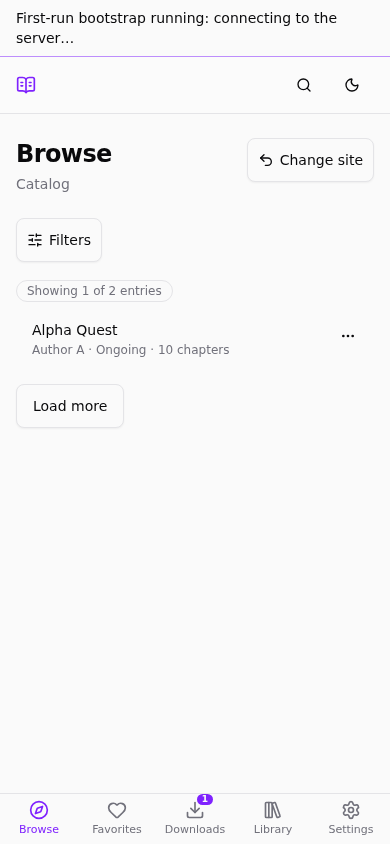 First-run bootstrap running: connecting to the
server…
Browse
Change site
Catalog
Filters
Showing 1 of 2 entries
Alpha Quest
Author A · Ongoing · 10 chapters
Load more
1
Browse
Favorites
Downloads
Library
Settings